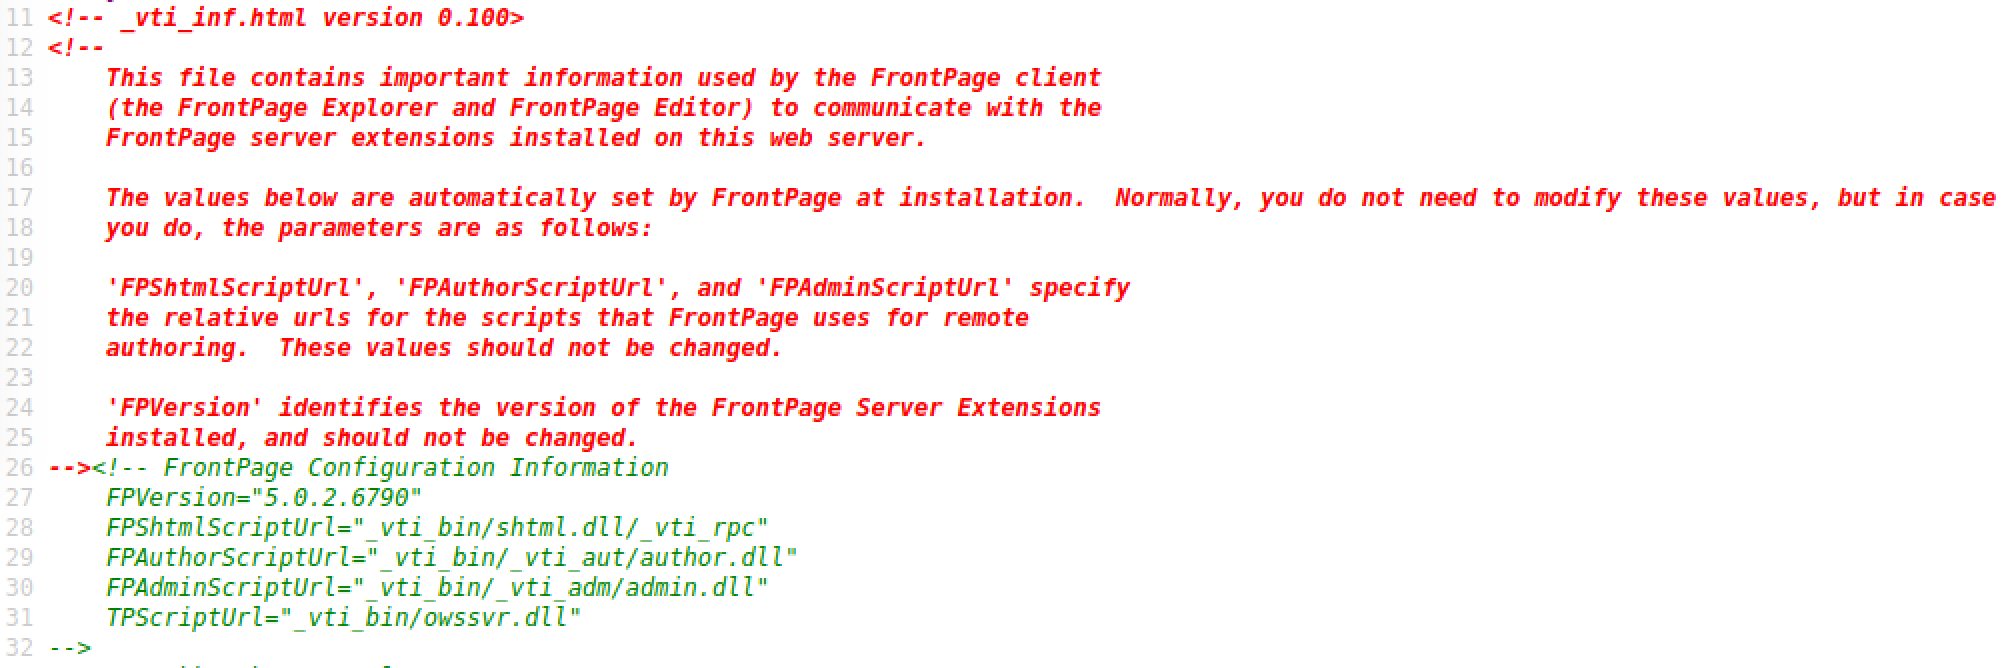 11 <!-- _vti_inf.html version 0.100>
12 <!--
13     This file contains important information used by the FrontPage client
14     (the FrontPage Explorer and FrontPage Editor) to communicate with the
15     FrontPage server extensions installed on this web server.
16
17     The values below are automatically set by FrontPage at installation.  Normally, you do not need to modify these values, but in case
18     you do, the parameters are as follows:
19
20     'FPShtmlScriptUrl', 'FPAuthorScriptUrl', and 'FPAdminScriptUrl' specify
21     the relative urls for the scripts that FrontPage uses for remote
22     authoring.  These values should not be changed.
23
24     'FPVersion' identifies the version of the FrontPage Server Extensions
25     installed, and should not be changed.
26 --><!-- FrontPage Configuration Information
27     FPVersion="5.0.2.6790"
28     FPShtmlScriptUrl="_vti_bin/shtml.dll/_vti_rpc"
29     FPAuthorScriptUrl="_vti_bin/_vti_aut/author.dll"
30     FPAdminScriptUrl="_vti_bin/_vti_adm/admin.dll"
31     TPScriptUrl="_vti_bin/owssvr.dll"
32 -->